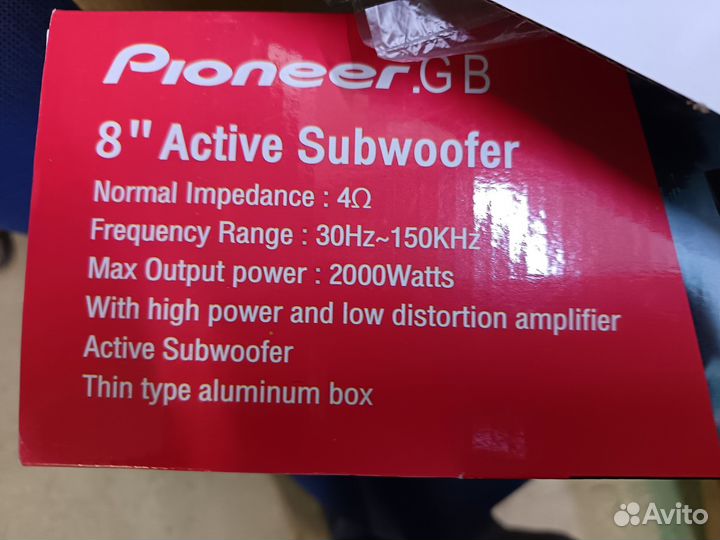 Pioneer.GB
8" Active Subwoofer
Normal Impedance : 4Ω
Frequency Range : 30Hz~150KHz
Max Output power : 2000Watts
With high power and low distortion amplifier
Active Subwoofer
Thin type aluminum box
Avito